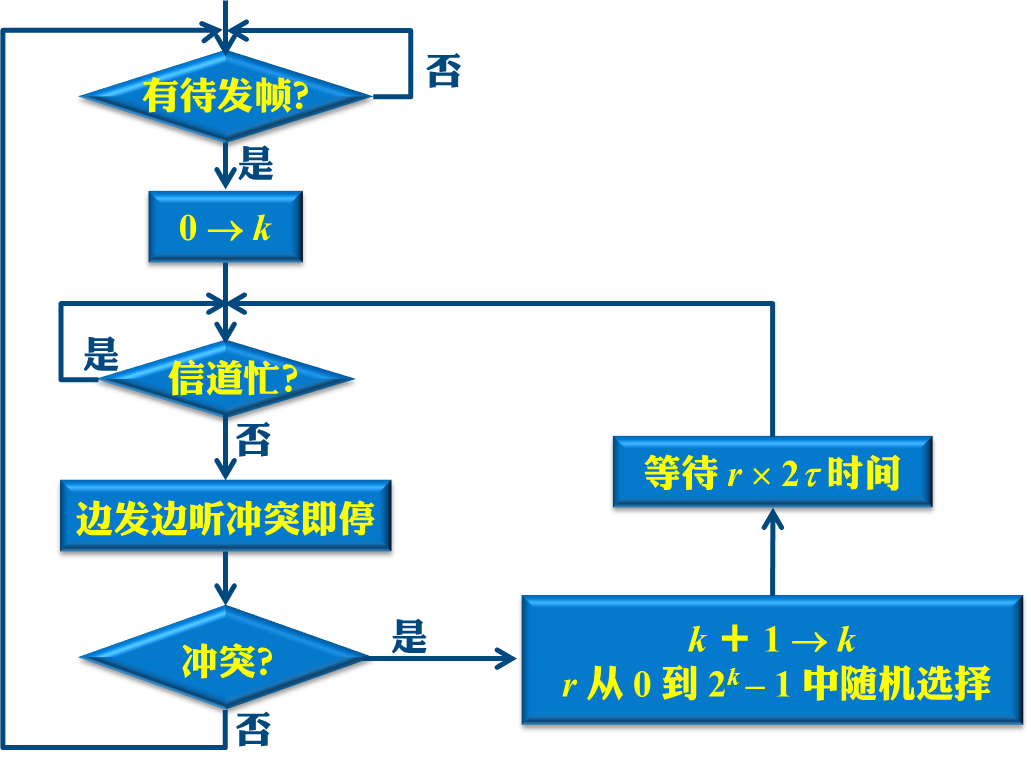 有待发帧?
否
是
0 → k
是
信道忙?
否
边发边听冲突即停
等待 r × 2τ 时间
冲突?
是
k + 1 → k
r 从 0 到 2ᵏ – 1 中随机选择
否